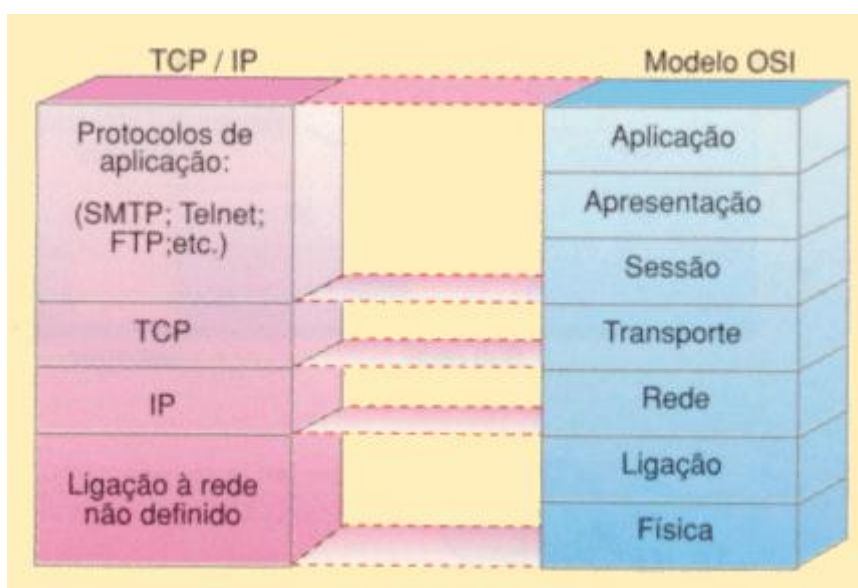 TCP / IP
Modelo OSI
Protocolos de
aplicação:
(SMTP; Telnet;
FTP;etc.)
TCP
IP
Ligação à rede
não definido
Aplicação
Apresentação
Sessão
Transporte
Rede
Ligação
Física